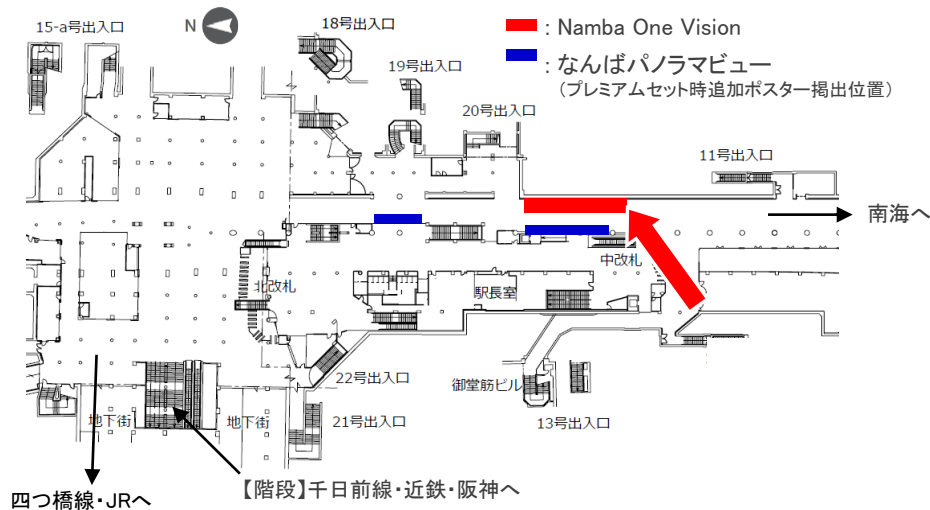 18号出入口
15-a号出入口
N
: Namba One Vision
: なんばパノラマビュー
（プレミアムセット時追加ポスター掲出位置）
19号出入口
20号出入口
11号出入口
南海へ
中改札
北改札
駅長室
22号出入口
御堂筋ビル
地下街
地下街
21号出入口
13号出入口
【階段】千日前線・近鉄・阪神へ
四つ橋線・JRへ